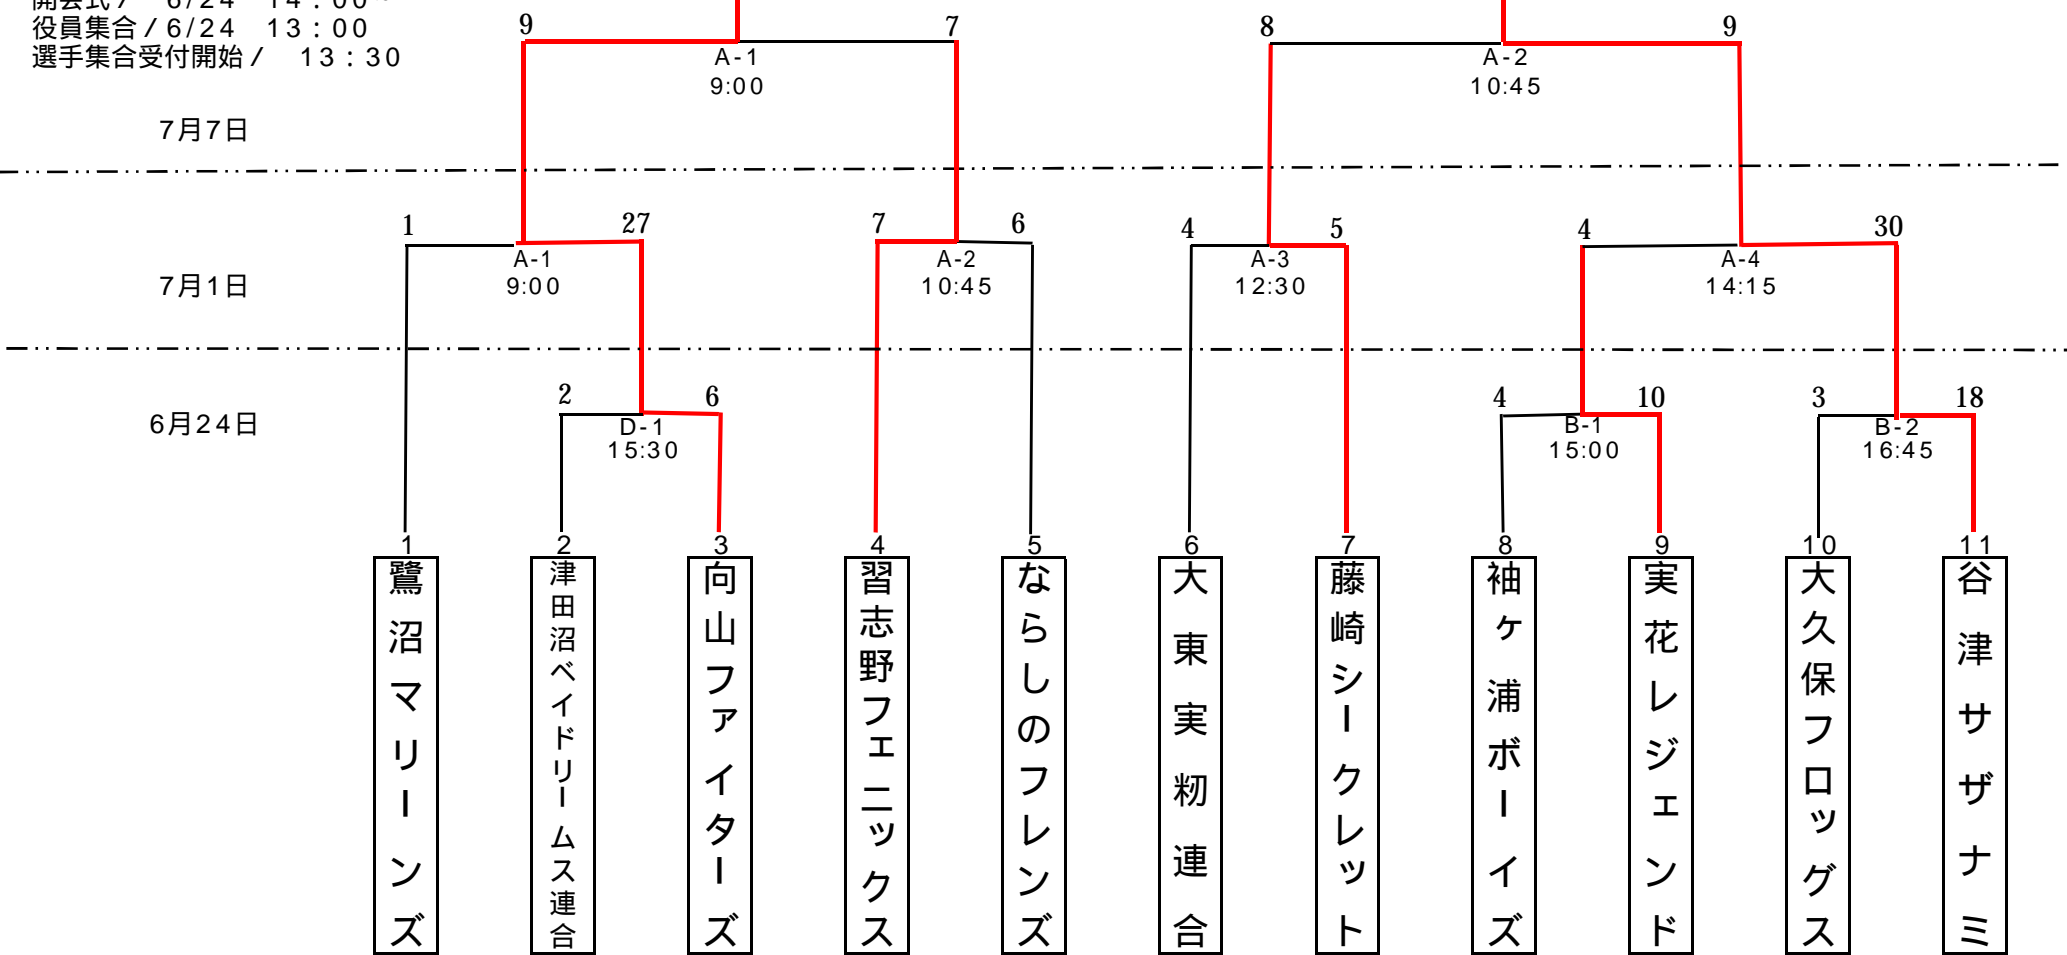 開会式/ 6/24 14:00~
役員集合/6/24 13:00
選手集合受付開始/ 13:30
9
7
8
9
A-1
9:00
A-2
10:45
7月7日
1
27
7
6
4
5
4
30
A-1
9:00
A-2
10:45
A-3
12:30
A-4
14:15
7月1日
2
6
4
10
3
18
D-1
15:30
B-1
15:00
B-2
16:45
6月24日
1
2
3
4
5
6
7
8
9
10
11
鷺沼マリーンズ
津田沼ベイドリームス連合
向山ファイターズ
習志野フェニックス
ならしのフレンズ
大東実籾連合
藤崎シークレット
袖ヶ浦ボーイズ
実花レジェンド
大久保フロッグス
谷津サザナミ